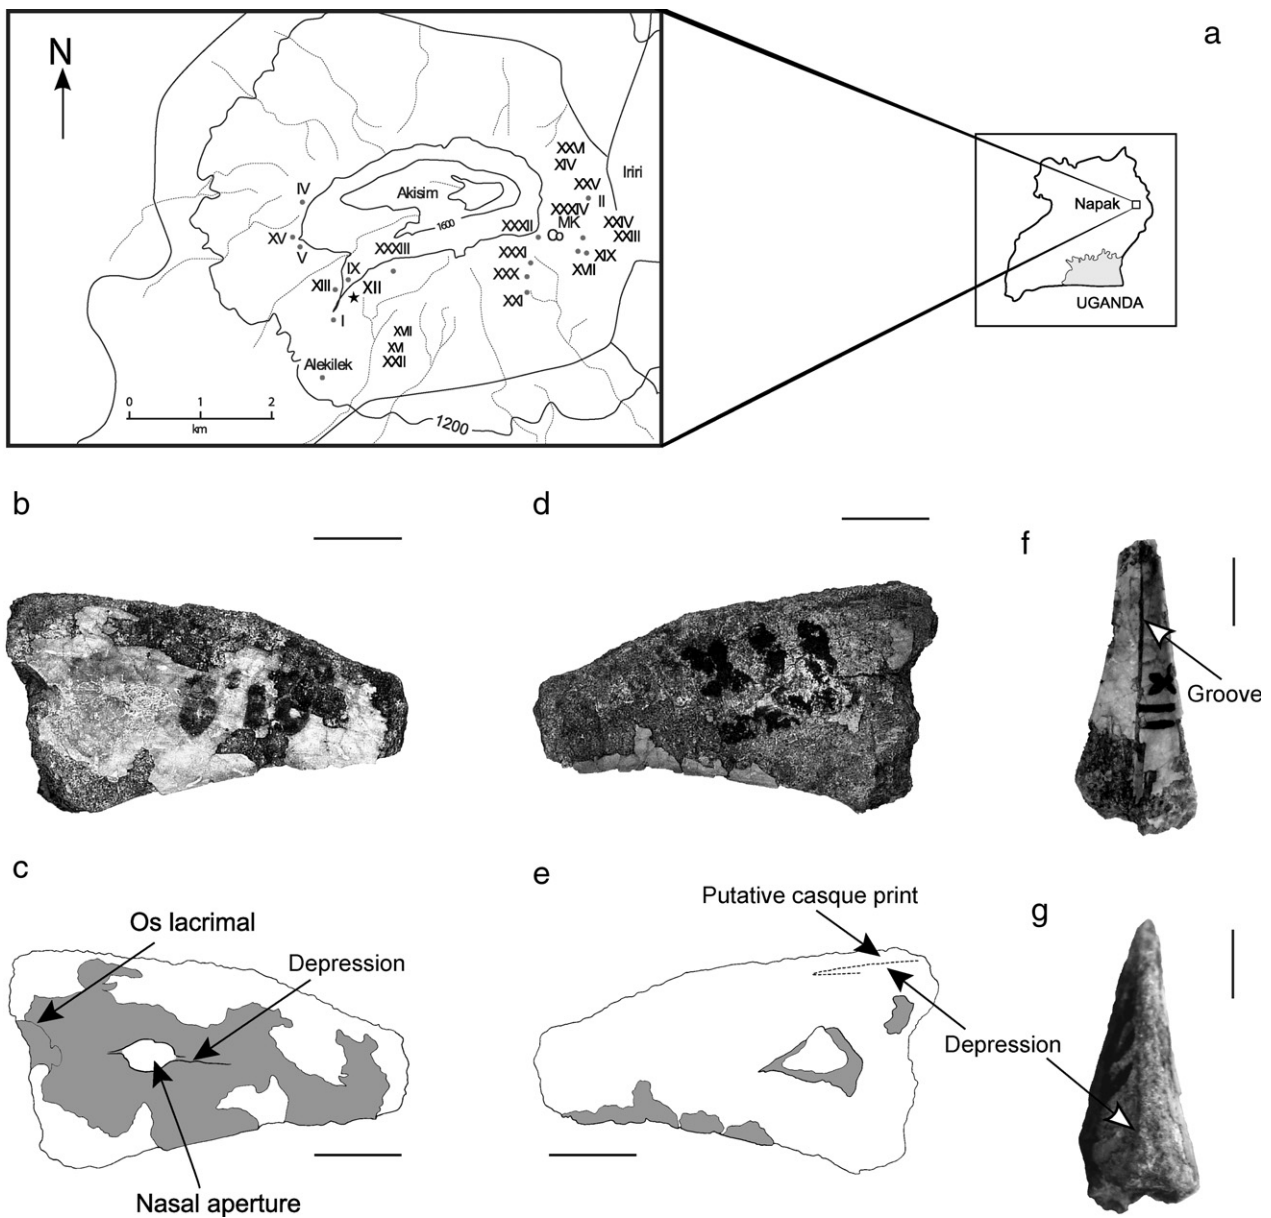 a
N
XXVI
XIV
Iriri
XXV
IV
Akisim
II
Napak
XXXIV
MK
XXIV
1600
XXXII
Co
XXIII
XV
XXXIII
V
XXXI
XIX
IX
XVII
XXX
XIII
XII
XXI
UGANDA
I
XVII
XVI
XXII
Alekilek
0 1 2
km
1200
b
d
f
Groove
c
e
Putative casque print
g
Os lacrimal
Depression
Depression
Nasal aperture